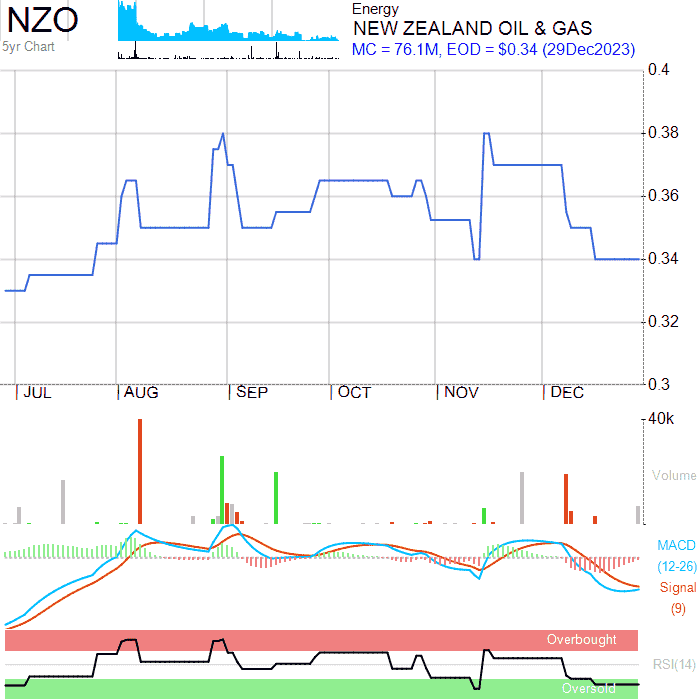 NZO
5yr Chart
Energy
NEW ZEALAND OIL & GAS
MC = 76.1M, EOD = $0.34 (29Dec2023)
0.4
0.38
0.36
0.34
0.32
0.3
JUL AUG SEP OCT NOV DEC
40k
Volume
MACD
(12-26)
Signal
(9)
Overbought
RSI(14)
Oversold